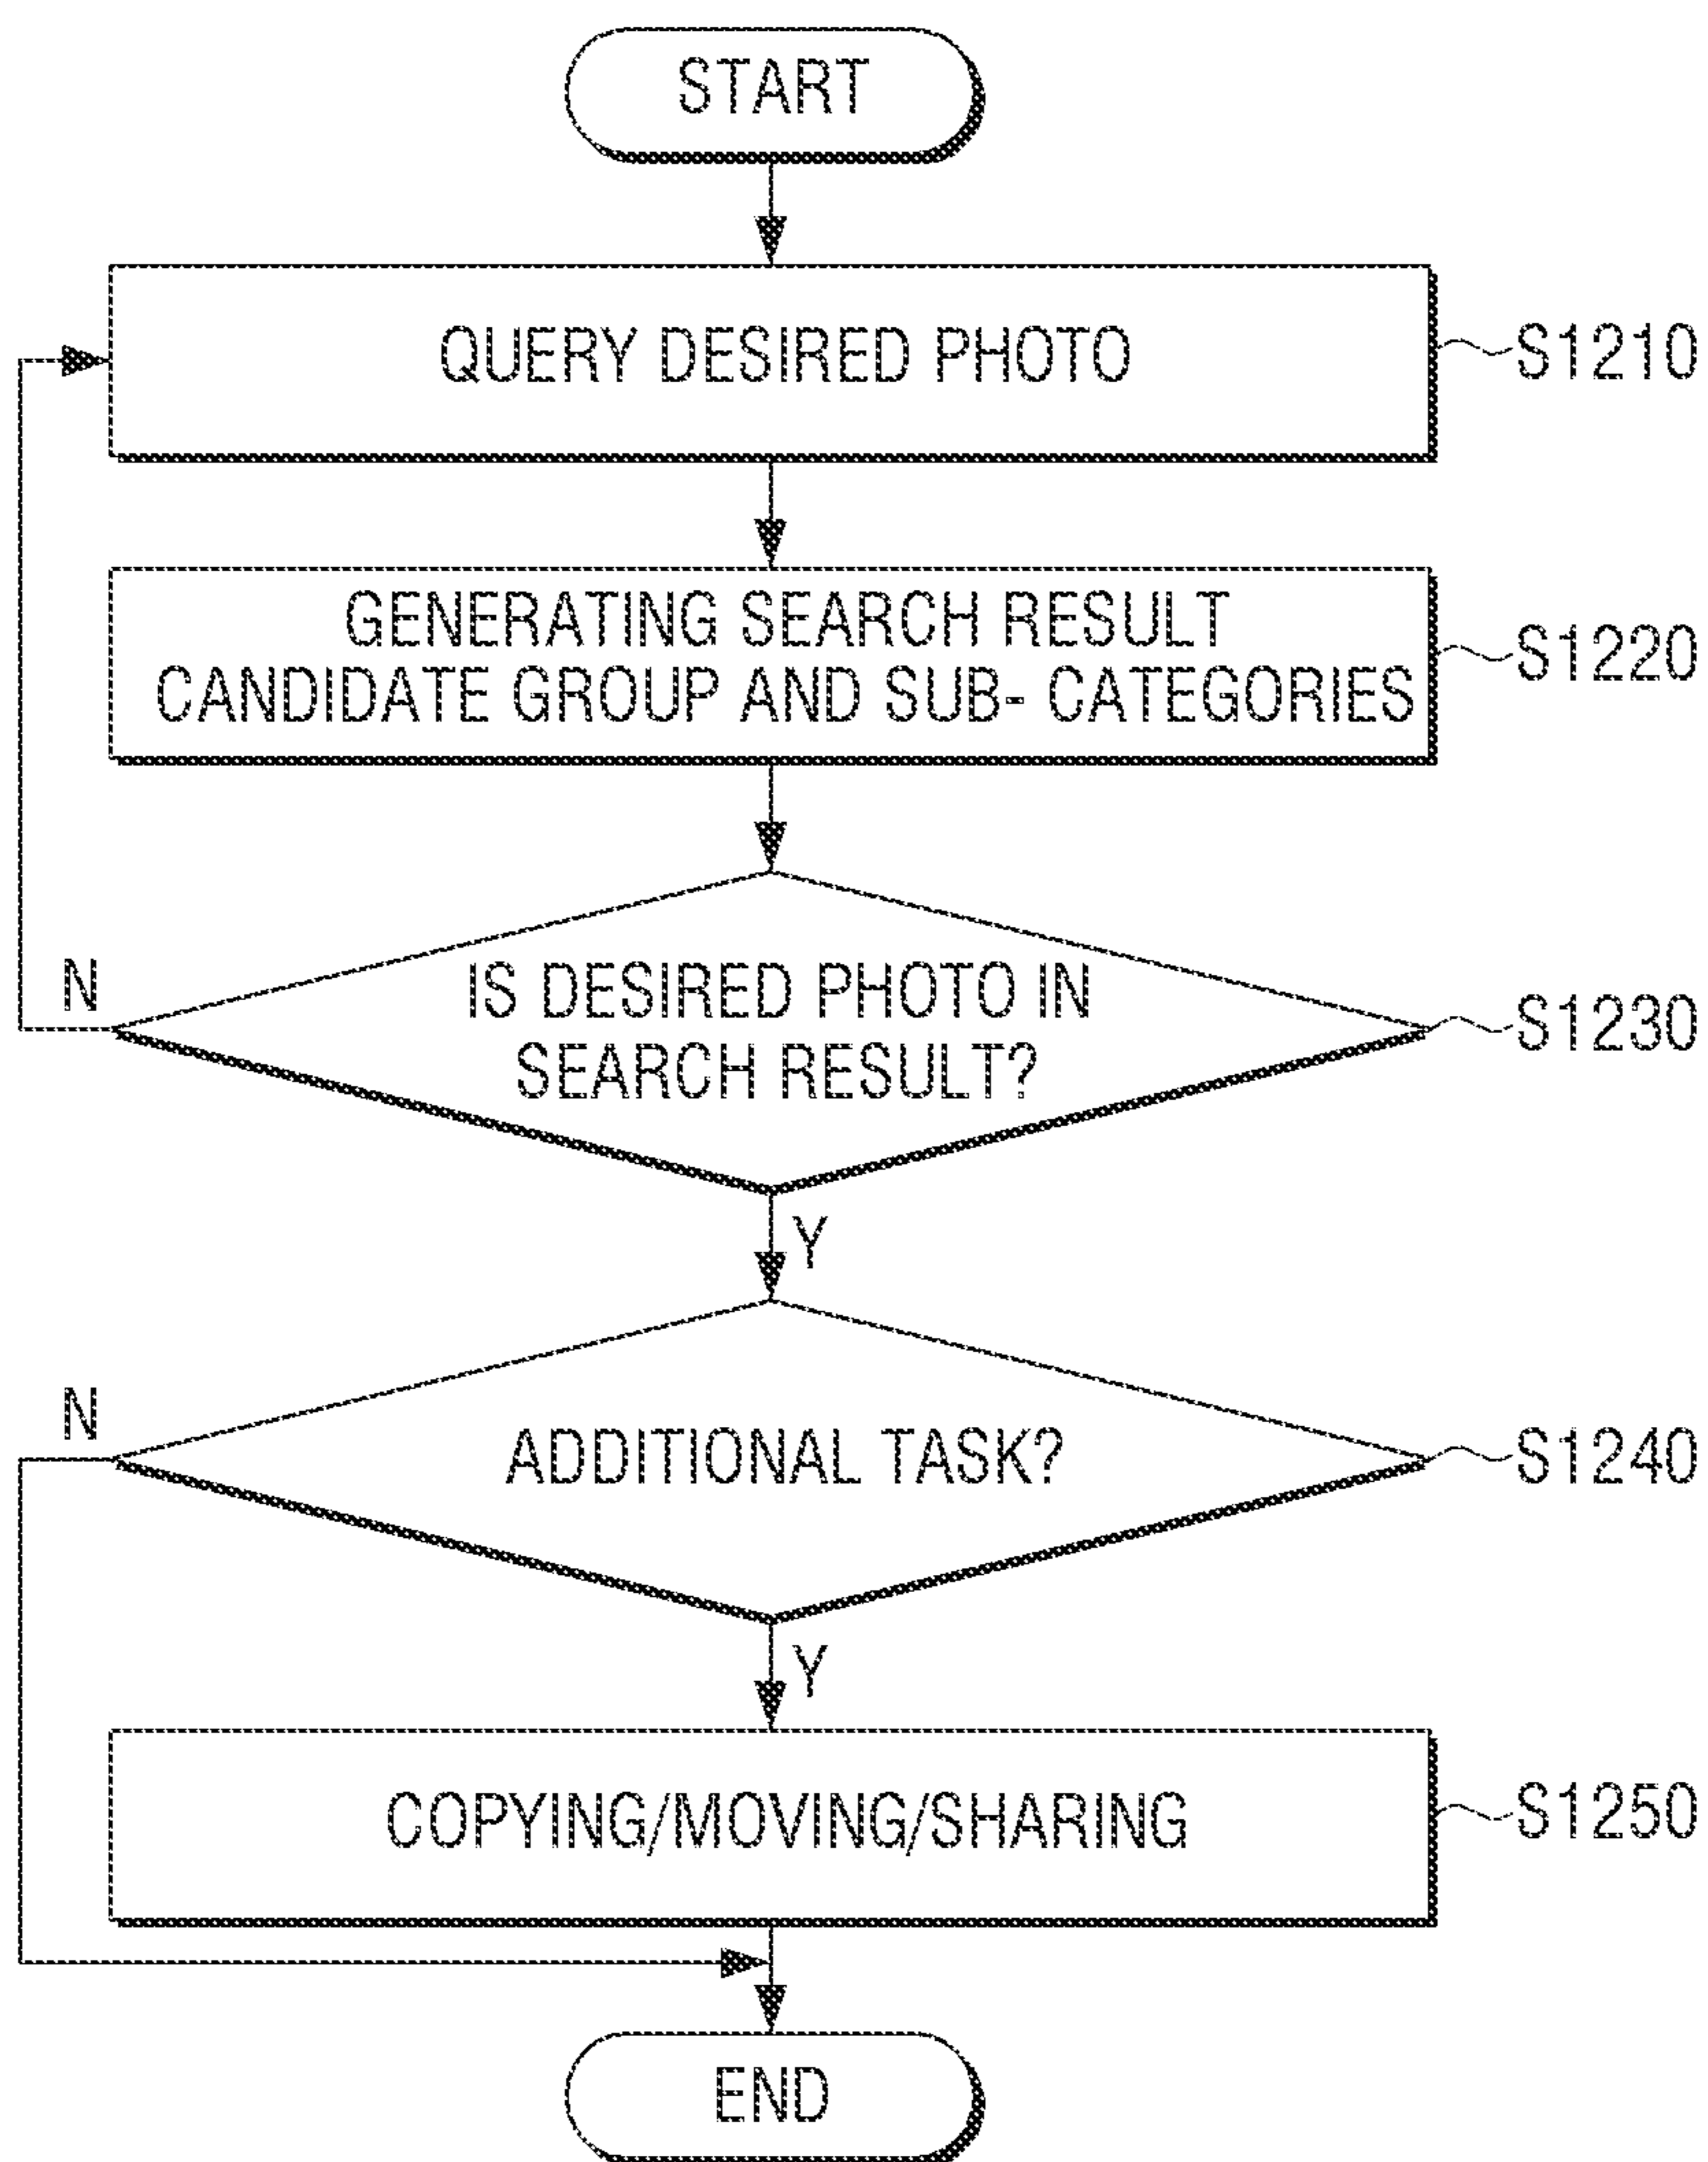 START
QUERY DESIRED PHOTO
S1210
GENERATING SEARCH RESULT
CANDIDATE GROUP AND SUB- CATEGORIES
S1220
IS DESIRED PHOTO IN
SEARCH RESULT?
S1230
N
Y
ADDITIONAL TASK?
S1240
N
Y
COPYING/MOVING/SHARING
S1250
END